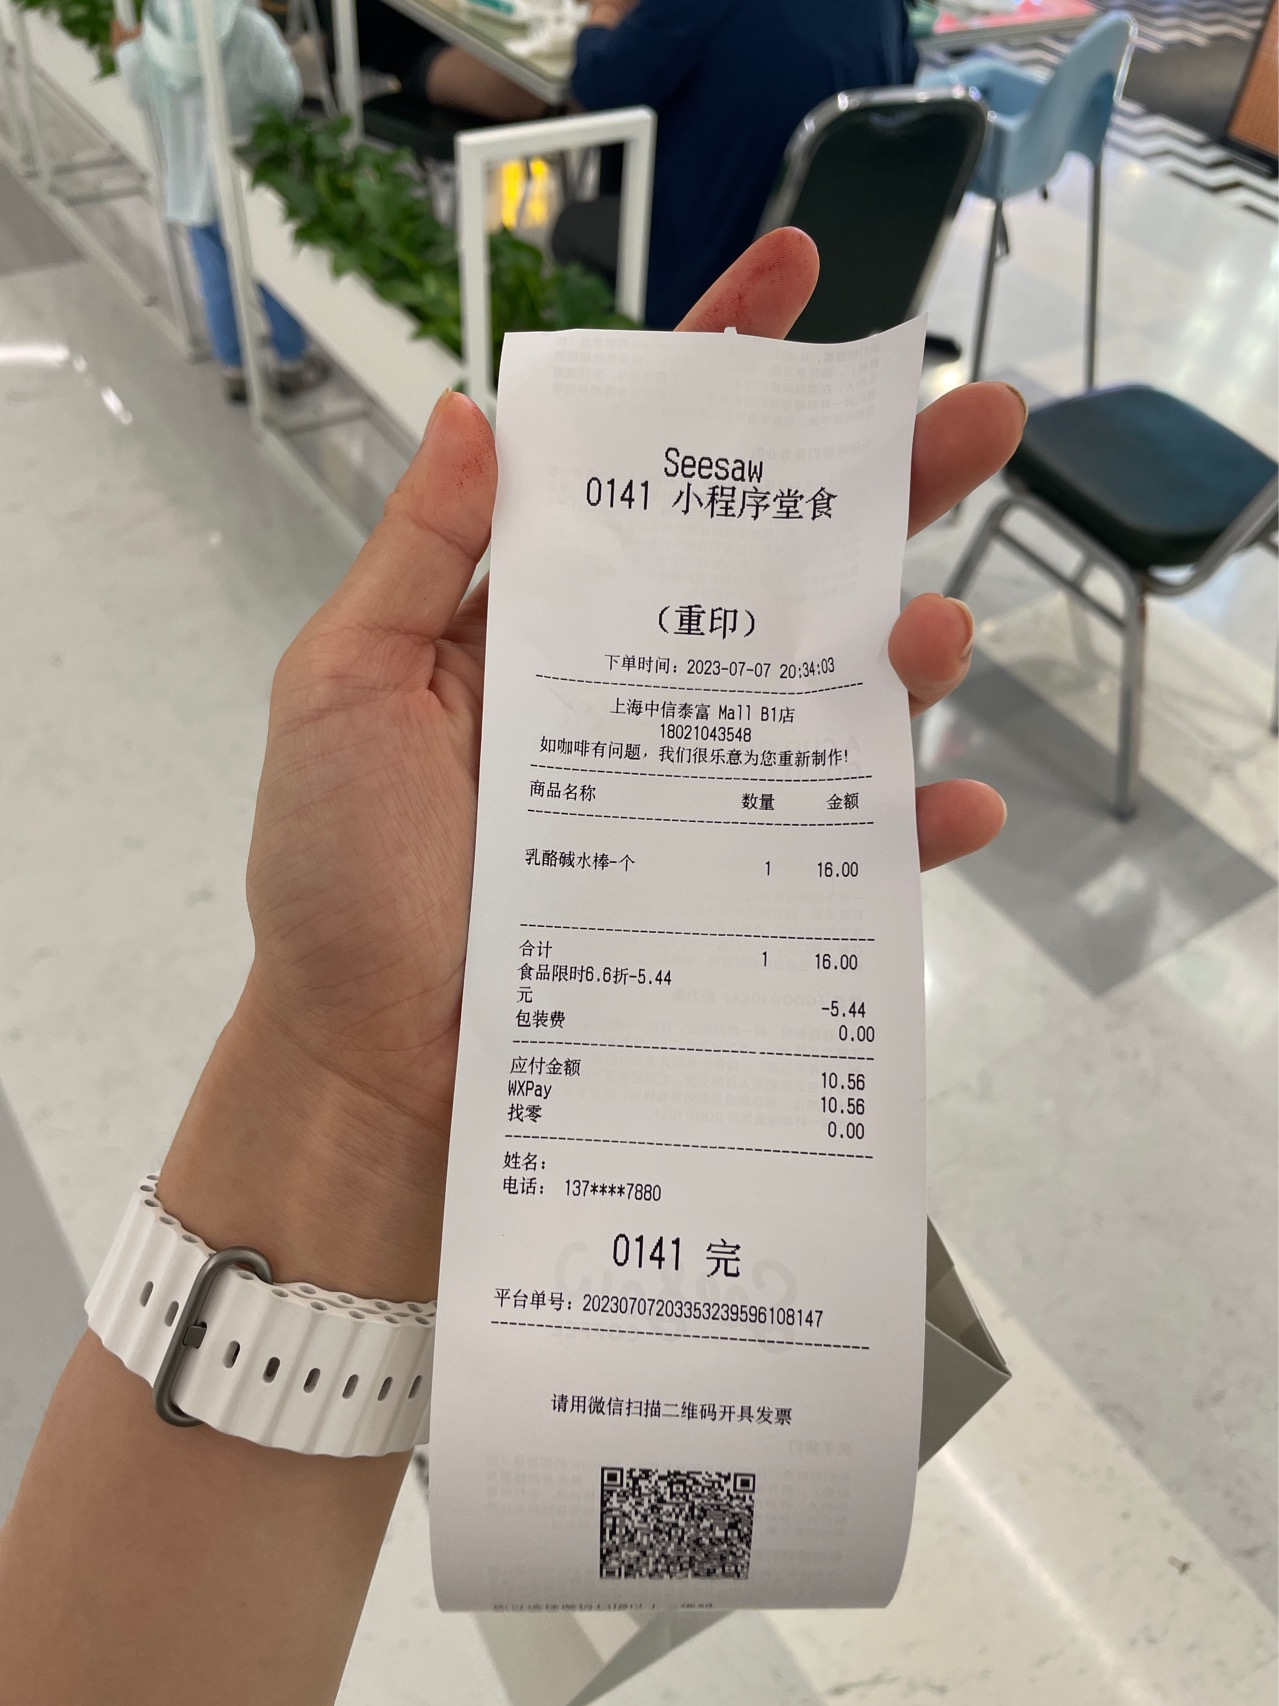 Seesaw
0141 小程序堂食
(重印)
下单时间: 2023-07-07 20:34:03
上海中信泰富 Mall B1店
18021043548
如咖啡有问题, 我们很乐意为您重新制作!
商品名称 数量 金额
乳酪碱水棒-个 1 16.00
合计 1 16.00
食品限时6.6折-5.44
元 -5.44
包装费 0.00
应付金额 10.56
WXPay 10.56
找零 0.00
姓名:
电话: 137****7880
0141 完
平台单号: 20230707203353239596108147
请用微信扫描二维码开具发票